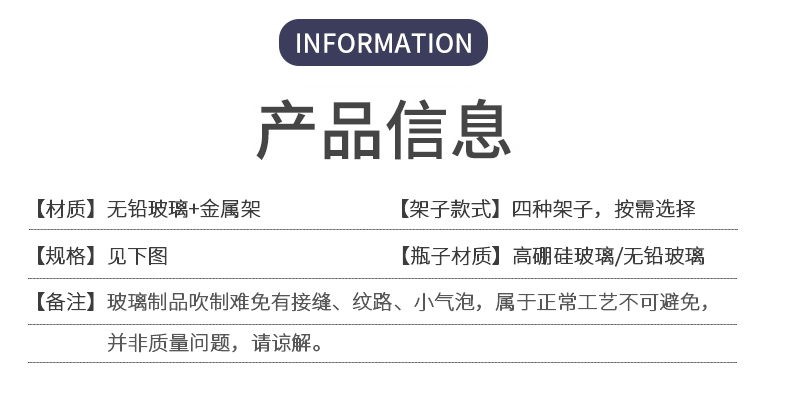 INFORMATION
产品信息
【材质】无铅玻璃+金属架 【架子款式】四种架子，按需选择
【规格】见下图 【瓶子材质】高硼硅玻璃/无铅玻璃
【备注】玻璃制品吹制难免有接缝、纹路、小气泡，属于正常工艺不可避免，
并非质量问题，请谅解。